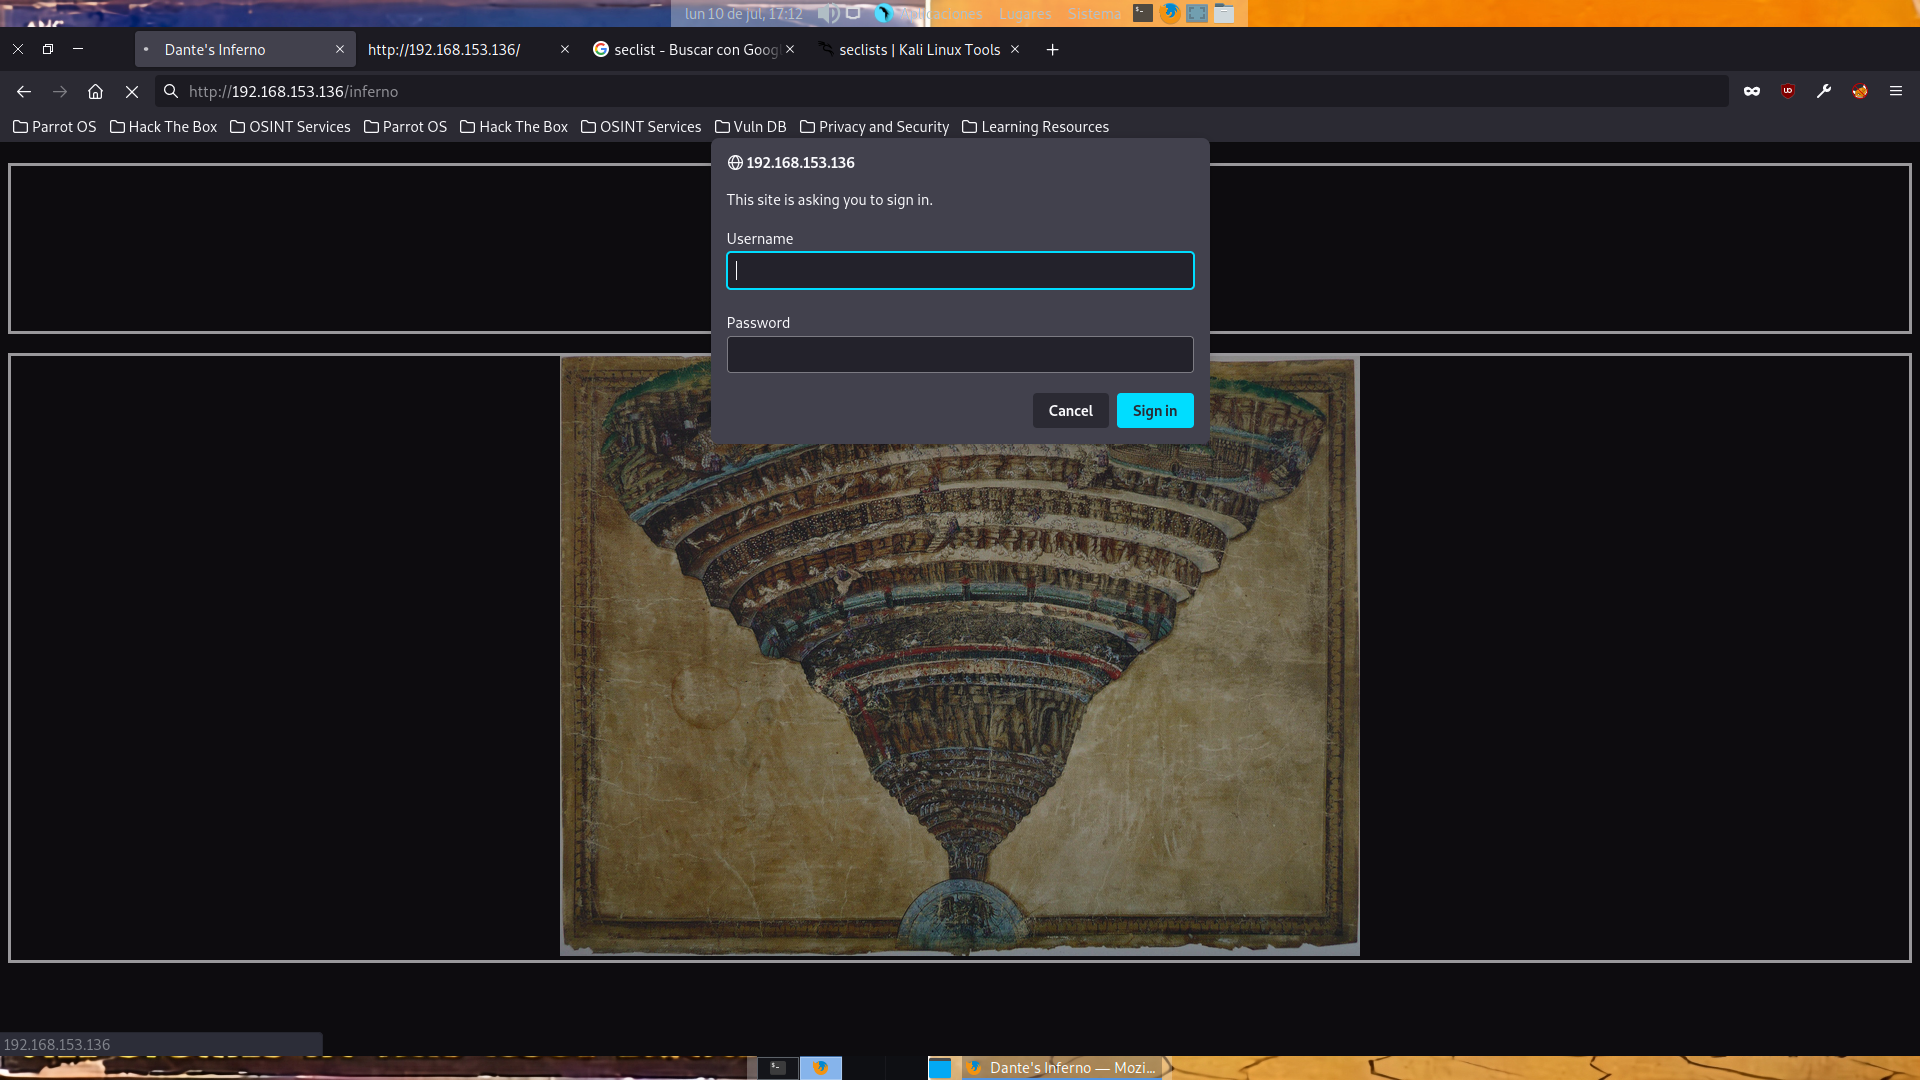 lun 10 de jul, 17:12 Aplicaciones Lugares Sistema
Dante's Inferno http://192.168.153.136/ seclist - Buscar con Goog seclists | Kali Linux Tools
http://192.168.153.136/inferno
Parrot OS Hack The Box OSINT Services Parrot OS Hack The Box OSINT Services Vuln DB Privacy and Security Learning Resources
192.168.153.136
This site is asking you to sign in.
Username
Password
Cancel Sign in
192.168.153.136
Dante's Inferno — Mozi...